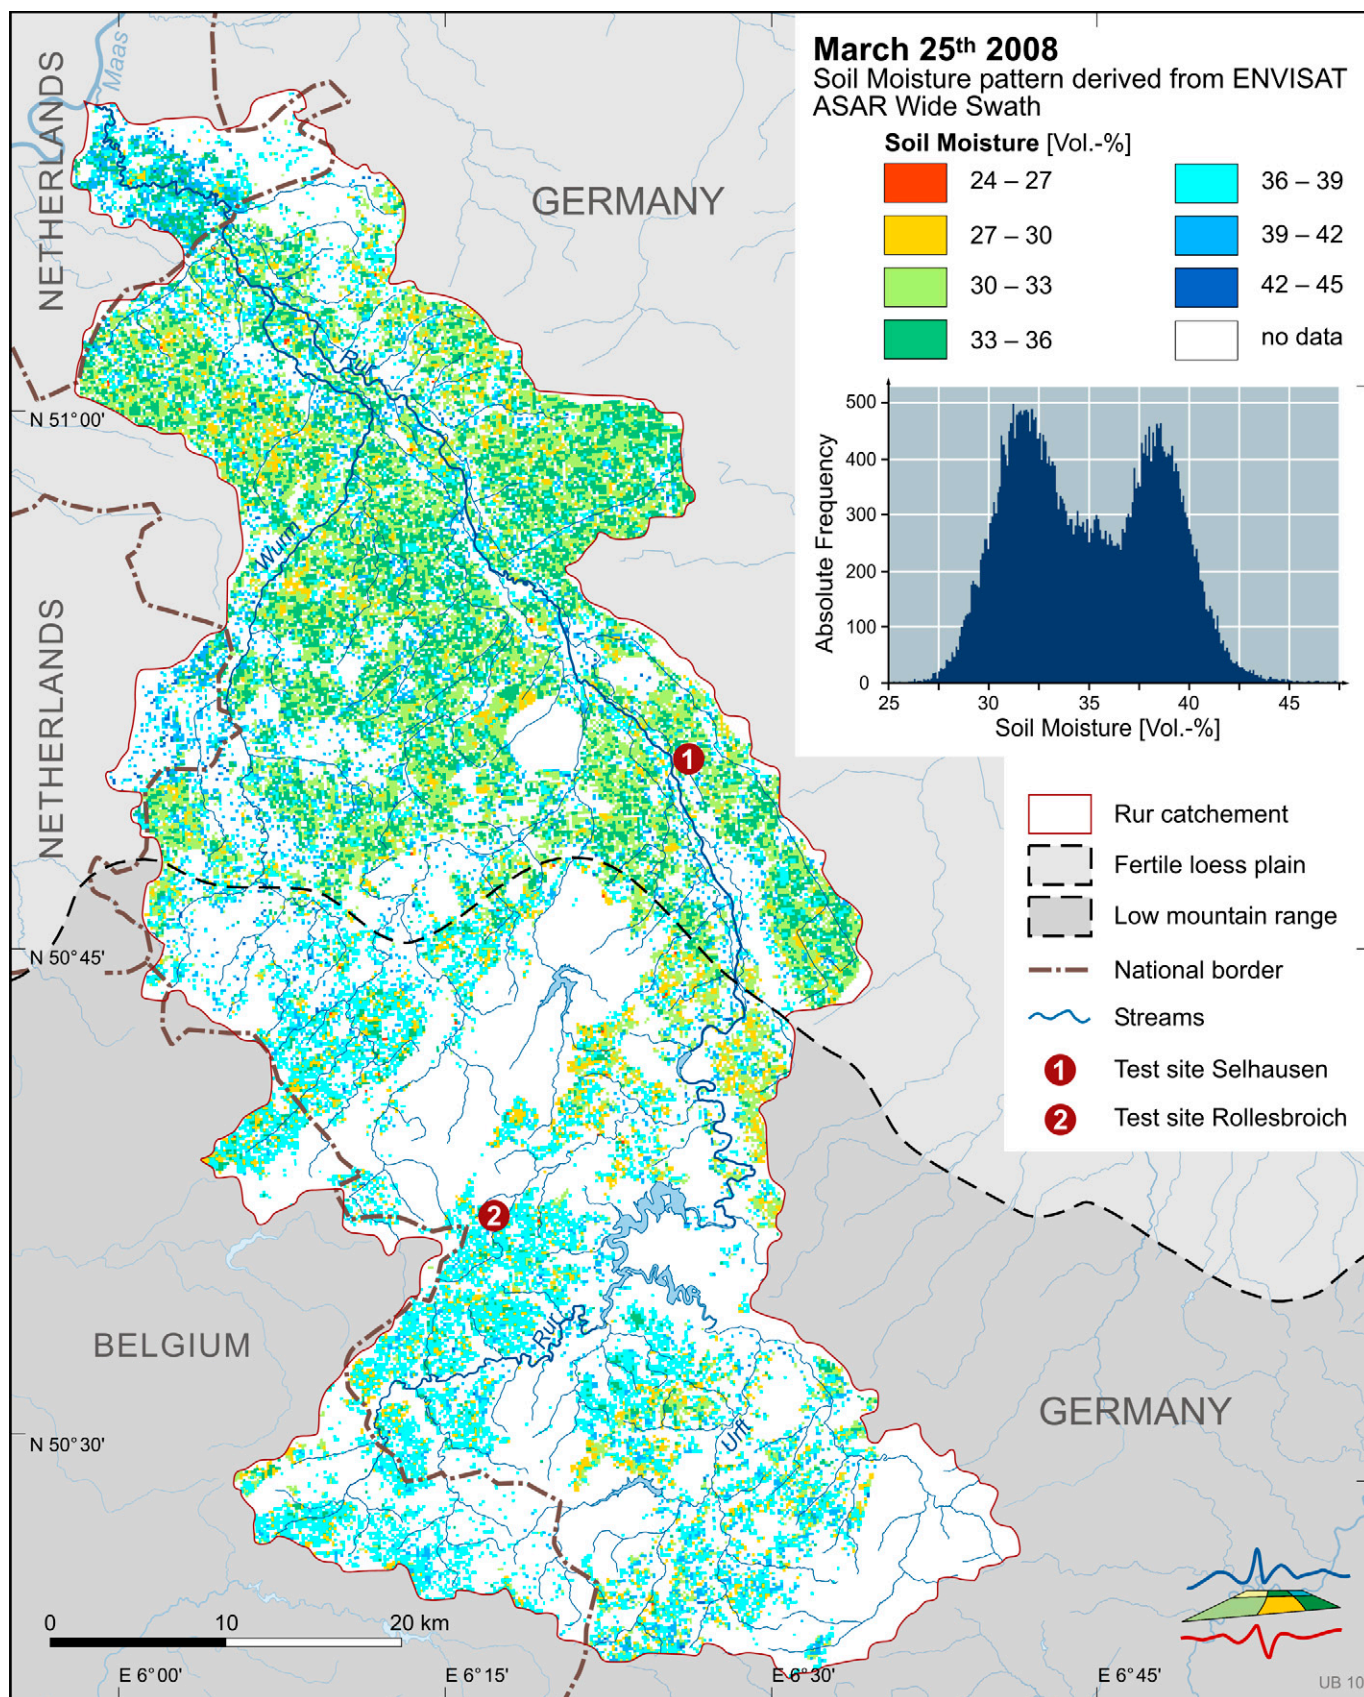 March 25th 2008
Soil Moisture pattern derived from ENVISAT
ASAR Wide Swath
Soil Moisture [Vol.-%]
24 – 27
27 – 30
30 – 33
33 – 36
36 – 39
39 – 42
42 – 45
no data
500
400
300
200
100
0
Absolute Frequency
25
30
35
40
45
Soil Moisture [Vol.-%]
Rur catchement
Fertile loess plain
Low mountain range
National border
Streams
1 Test site Selhausen
2 Test site Rollesbroich
NETHERLANDS
Maas
GERMANY
Rur
N 51°00'
Wurm
NETHERLANDS
1
N 50°45'
2
BELGIUM
Rur
GERMANY
Urft
N 50°30'
0
10
20 km
E 6°00'
E 6°15'
E 6°30'
E 6°45'
UB 10